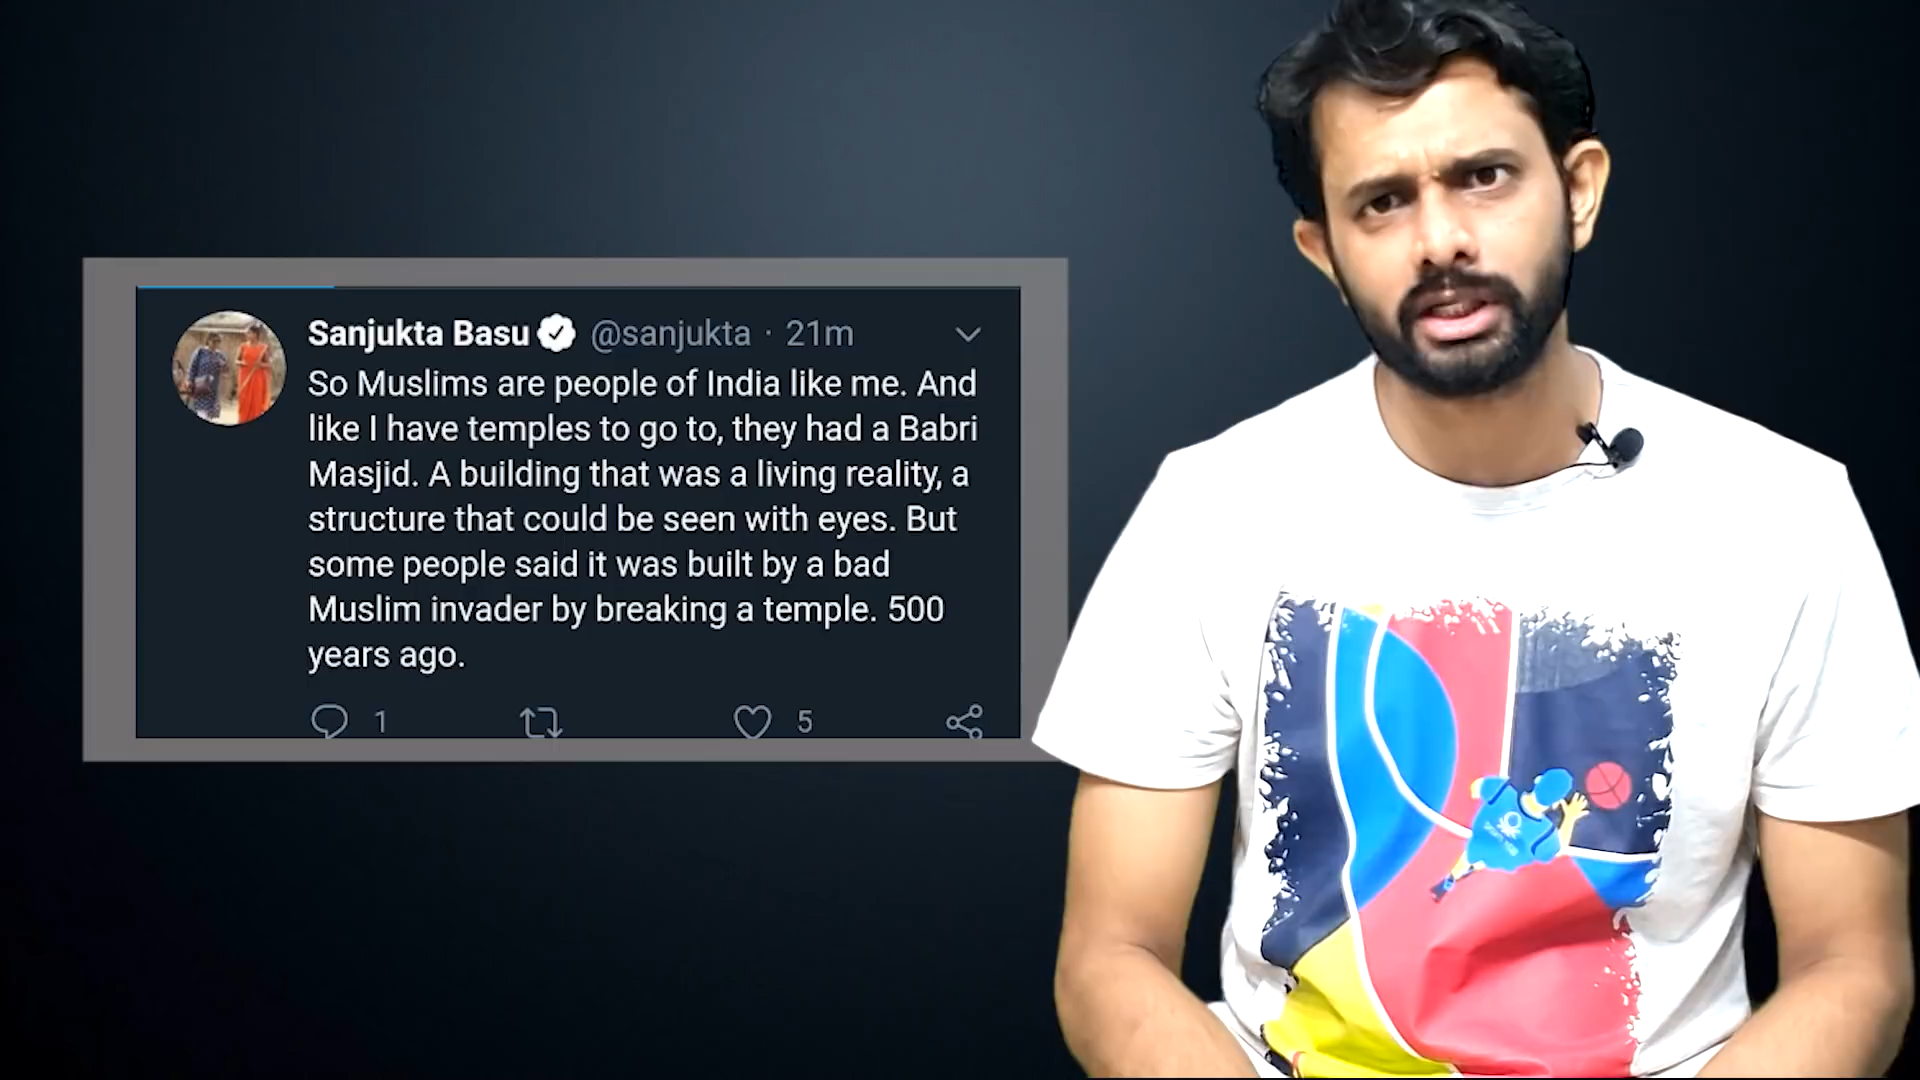 Sanjukta Basu @sanjukta · 21m
So Muslims are people of India like me. And
like I have temples to go to, they had a Babri
Masjid. A building that was a living reality, a
structure that could be seen with eyes. But
some people said it was built by a bad
Muslim invader by breaking a temple. 500
years ago.
1 5